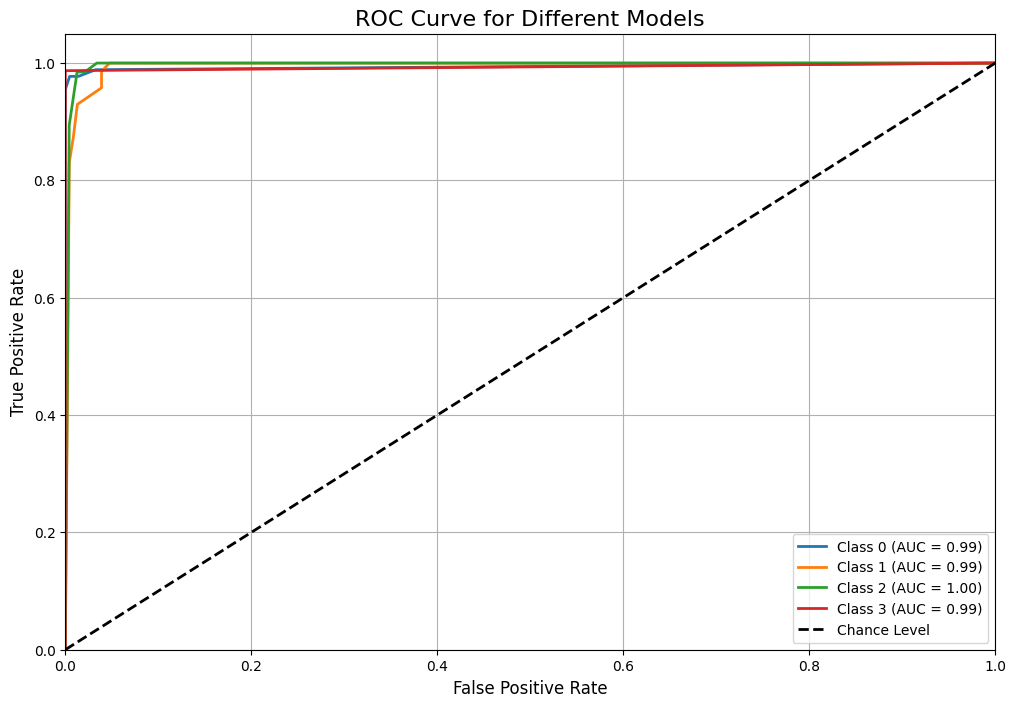 ROC Curve for Different Models
True Positive Rate
1.0
0.8
0.6
0.4
0.2
0.0
0.0 0.2 0.4 0.6 0.8 1.0
False Positive Rate
Class 0 (AUC = 0.99)
Class 1 (AUC = 0.99)
Class 2 (AUC = 1.00)
Class 3 (AUC = 0.99)
Chance Level